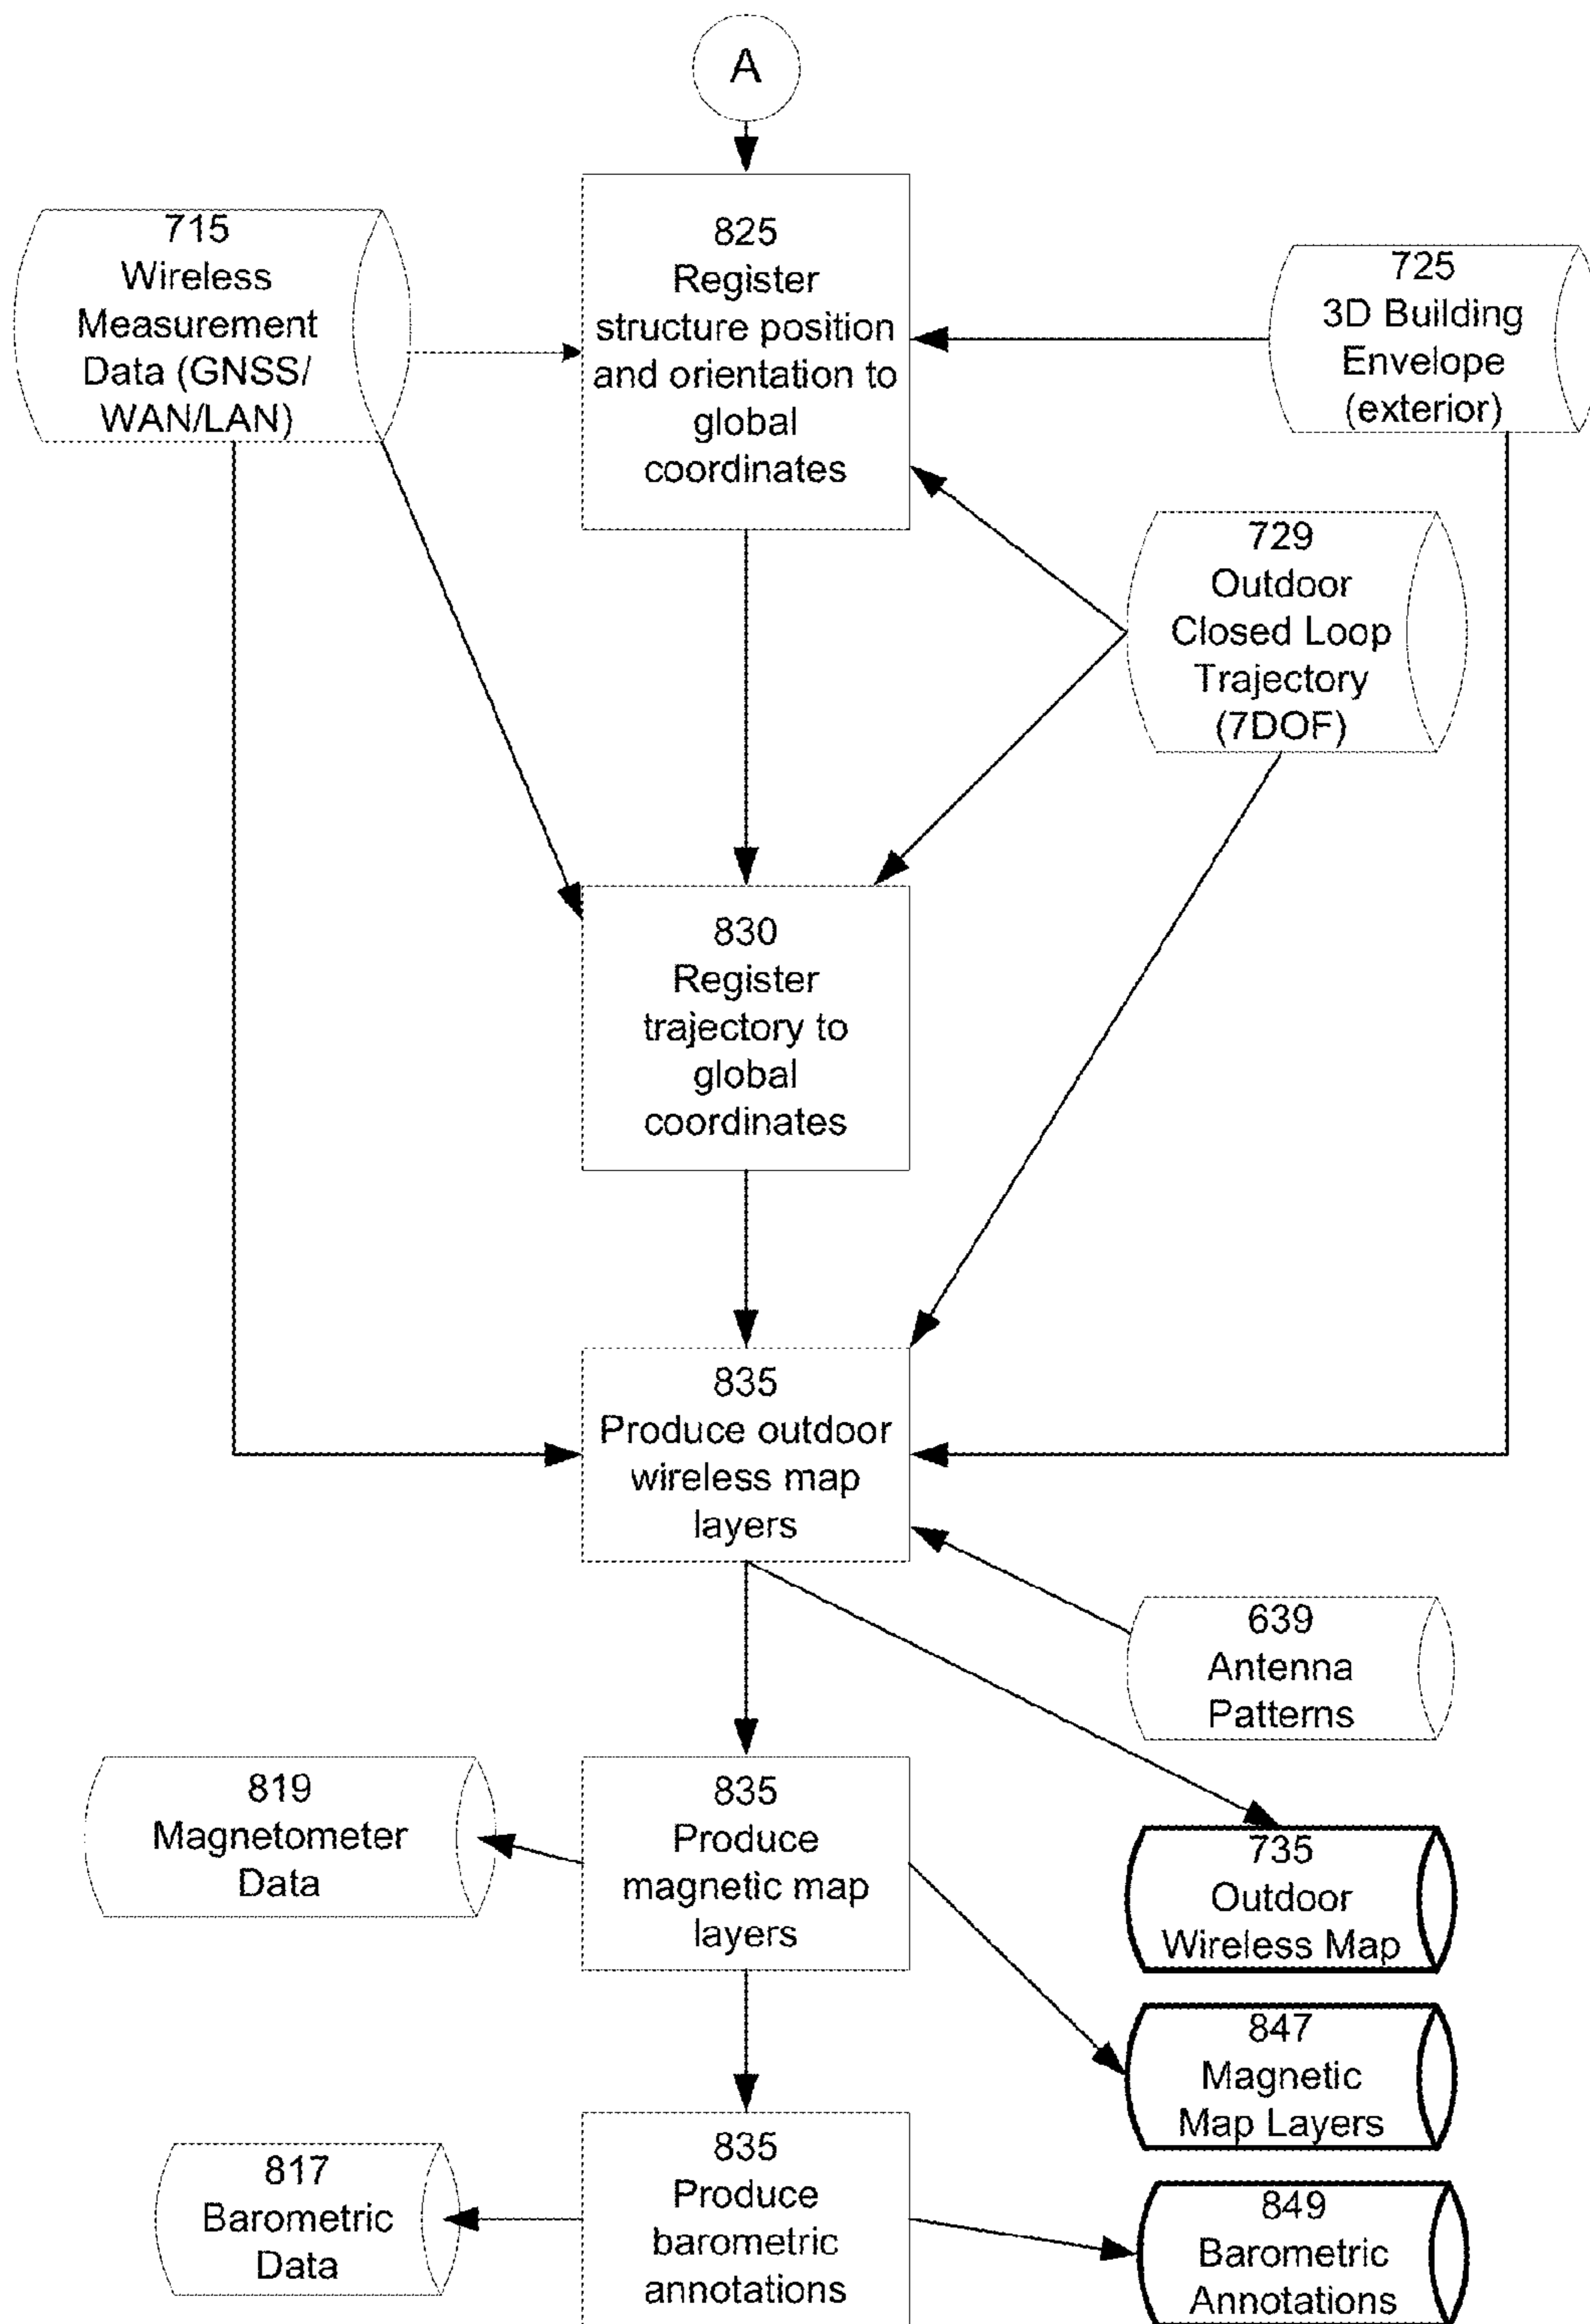 A
715
Wireless
Measurement
Data (GNSS/
WAN/LAN)
825
Register
structure position
and orientation to
global
coordinates
725
3D Building
Envelope
(exterior)
729
Outdoor
Closed Loop
Trajectory
(7DOF)
830
Register
trajectory to
global
coordinates
835
Produce outdoor
wireless map
layers
639
Antenna
Patterns
819
Magnetometer
Data
835
Produce
magnetic map
layers
735
Outdoor
Wireless Map
847
Magnetic
Map Layers
817
Barometric
Data
835
Produce
barometric
annotations
849
Barometric
Annotations